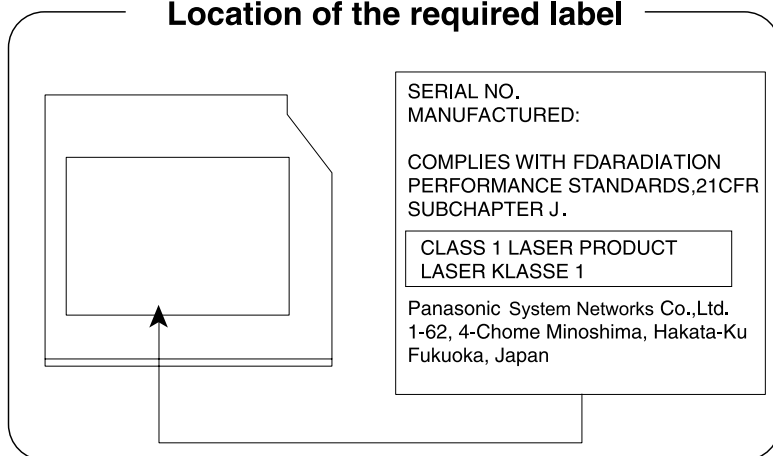 Location of the required label
SERIAL NO.
MANUFACTURED:
COMPLIES WITH FDARADIATION
PERFORMANCE STANDARDS,21CFR
SUBCHAPTER J.
CLASS 1 LASER PRODUCT
LASER KLASSE 1
Panasonic System Networks Co.,Ltd.
1-62, 4-Chome Minoshima, Hakata-Ku
Fukuoka, Japan